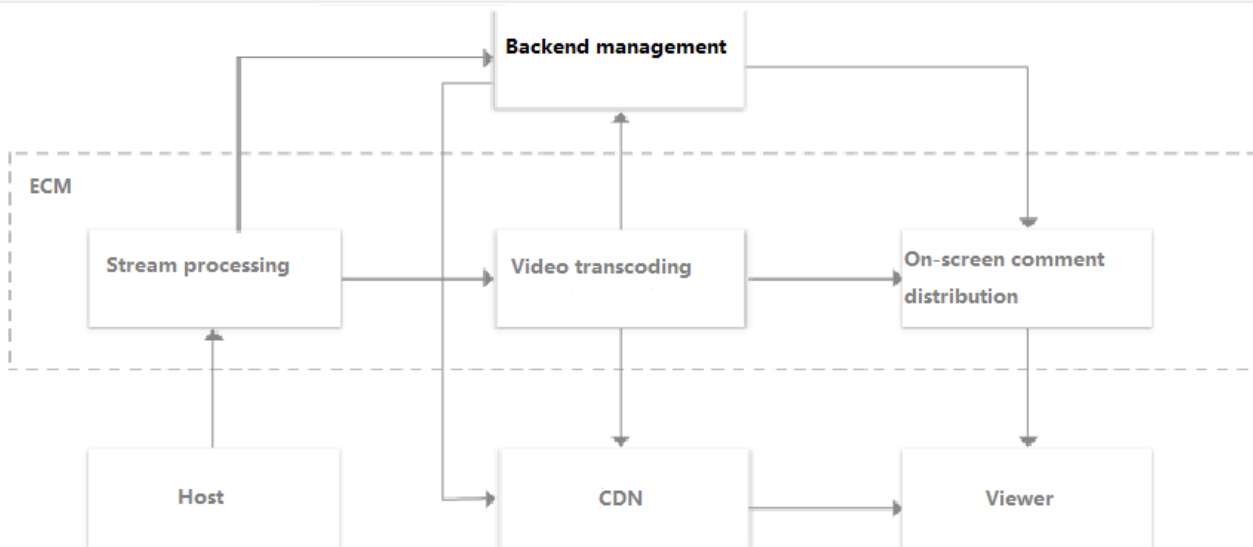 Backend management
ECM
Stream processing
Video transcoding
On-screen comment
distribution
Host
CDN
Viewer